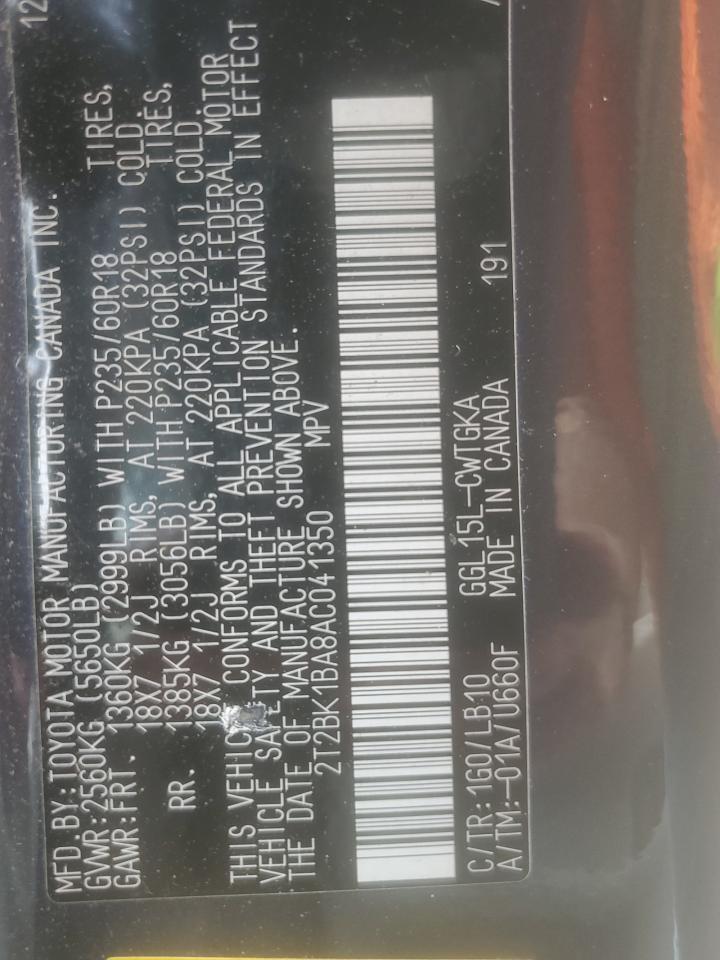 MFD.BY:TOYOTA MOTOR MANUFACTURING CANADA INC. 12
GVWR:2560KG (5650LB)
GAWR:FRT. 1360KG (2999LB) WITH P235/60R18 TIRES,
18X7 1/2J RIMS, AT 220KPA (32PSI) COLD.
RR. 1385KG (3056LB) WITH P235/60R18 TIRES,
18X7 1/2J RIMS, AT 220KPA (32PSI) COLD.
THIS VEHICLE CONFORMS TO ALL APPLICABLE FEDERAL MOTOR
VEHICLE SAFETY AND THEFT PREVENTION STANDARDS IN EFFECT
THE DATE OF MANUFACTURE SHOWN ABOVE.
2T2BK1BA8AC041350 MPV
C/TR:1G0/LB10 GGL15L-CWTGKA
A/TM:-01A/U660F MADE IN CANADA 191